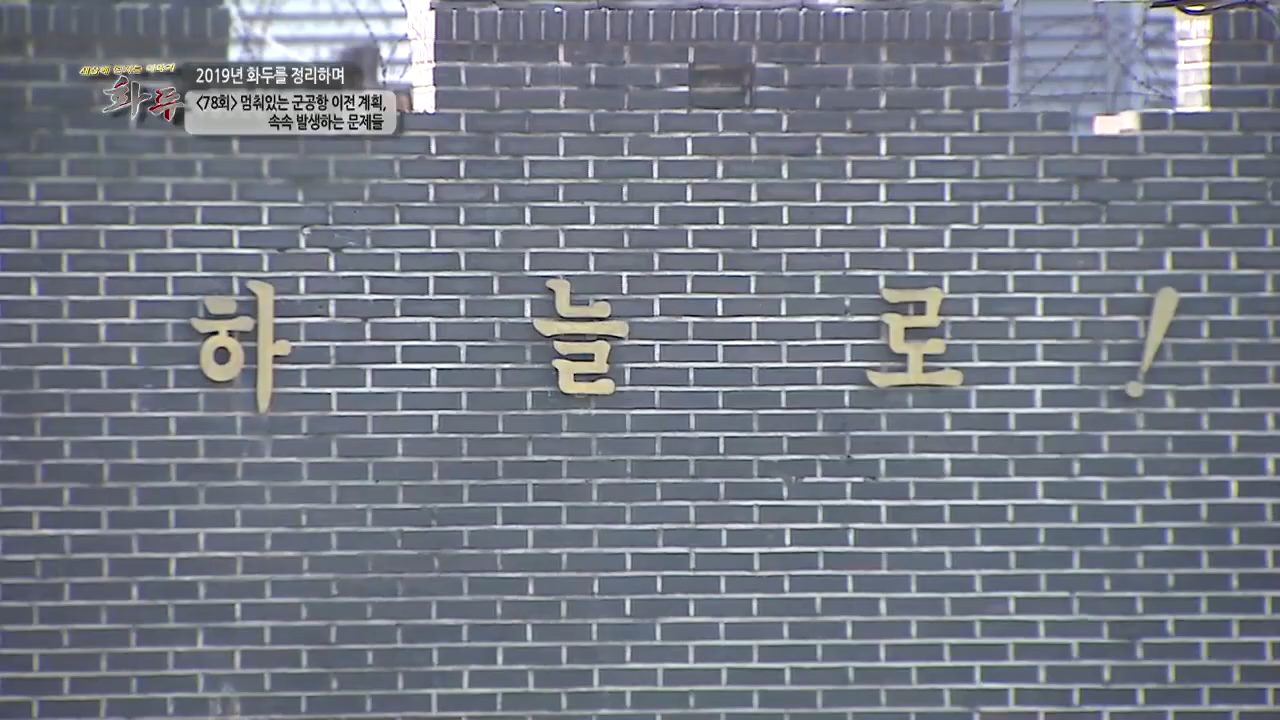 2019년 화두를 정리하며
화두
<78회> 멈춰있는 군공항 이전 계획,
속속 발생하는 문제들
하늘로!